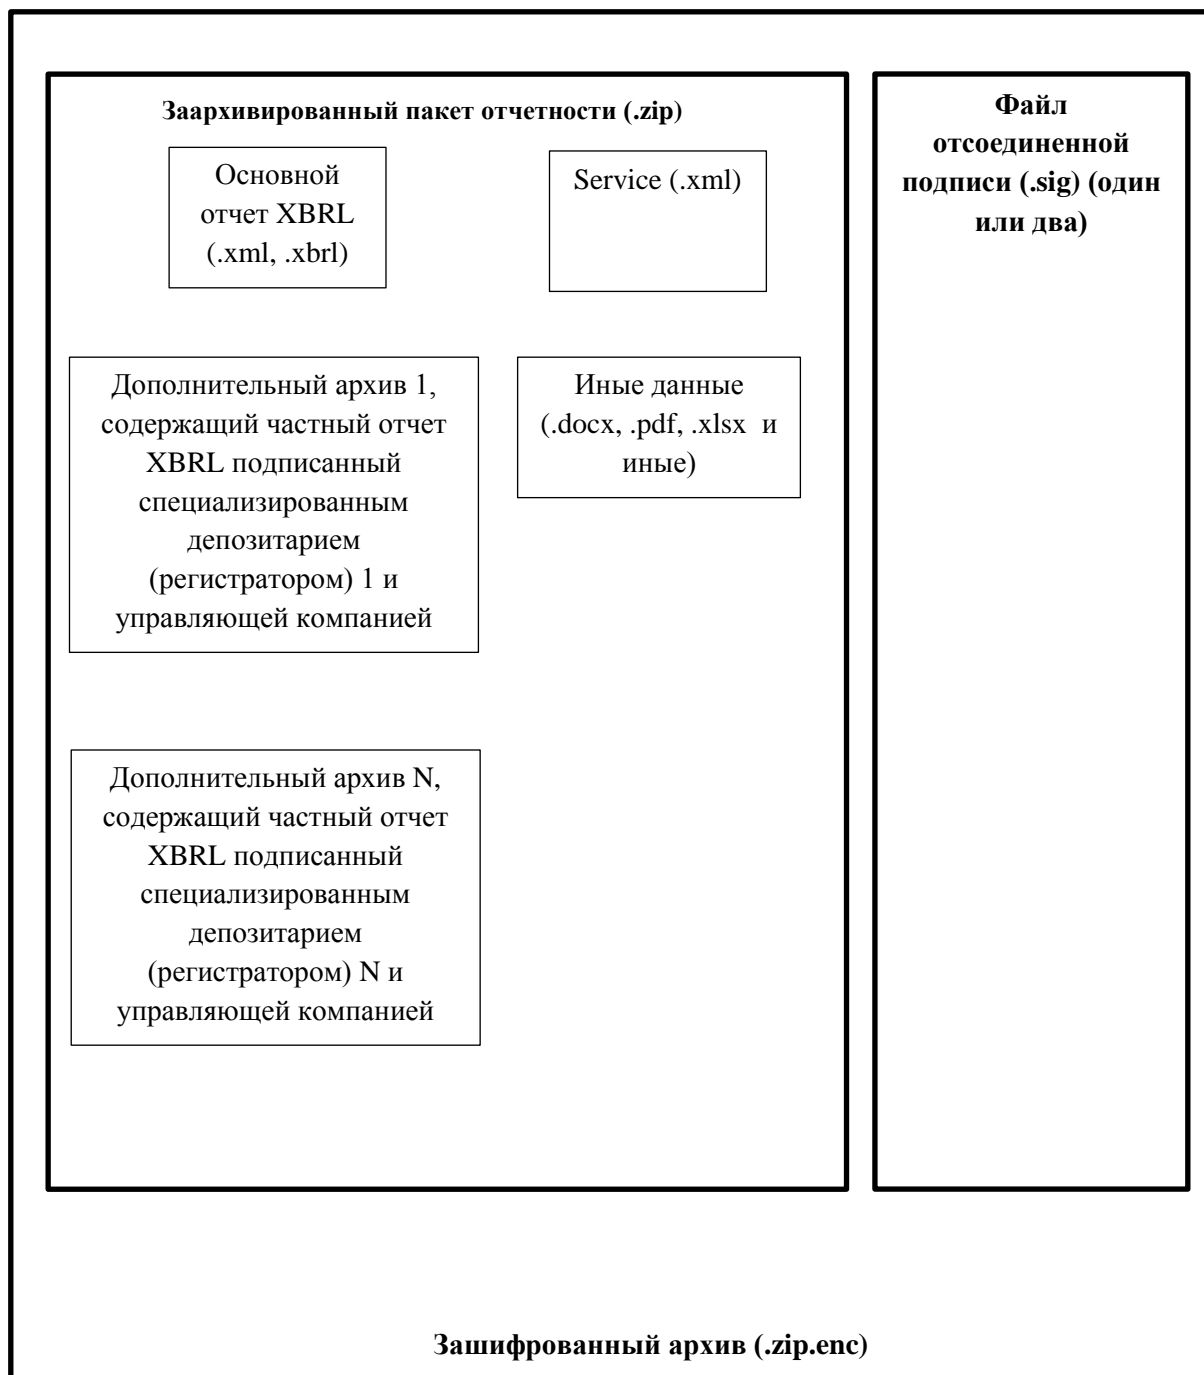 Заархивированный пакет отчетности (.zip)
Основной
отчет XBRL
(.xml, .xbrl)
Service (.xml)
Дополнительный архив 1,
содержащий частный отчет
XBRL подписанный
специализированным
депозитарием
(регистратором) 1 и
управляющей компанией
Иные данные
(.docx, .pdf, .xlsx и
иные)
Дополнительный архив N,
содержащий частный отчет
XBRL подписанный
специализированным
депозитарием
(регистратором) N и
управляющей компанией
Файл
отсоединенной
подписи (.sig) (один
или два)
Зашифрованный архив (.zip.enc)